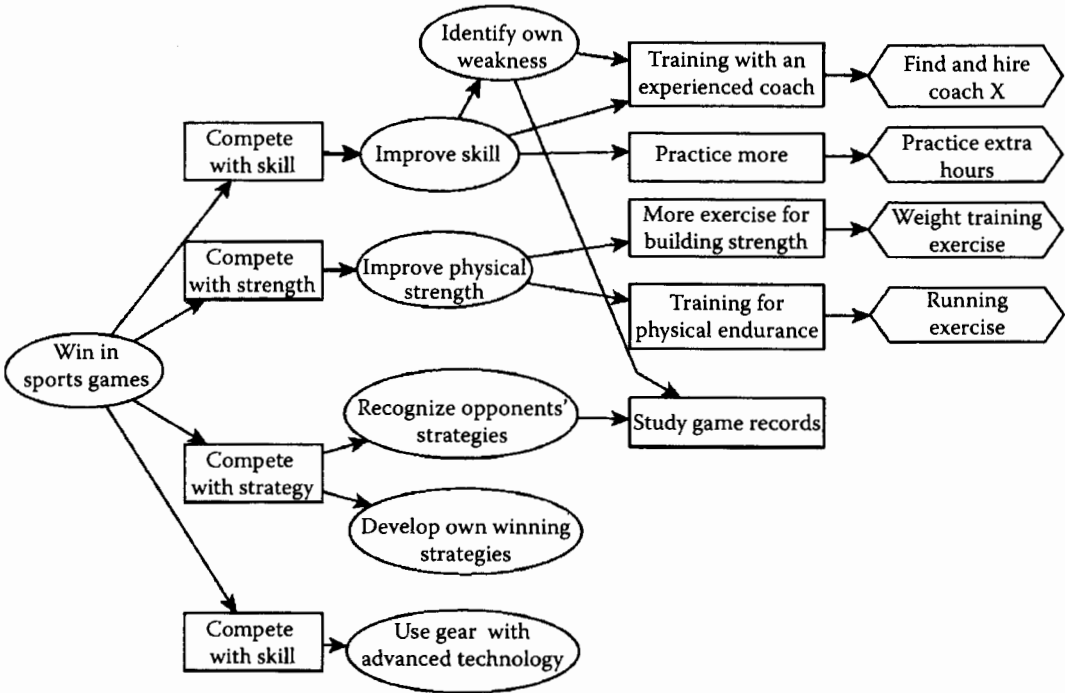 Identify own
weakness
Training with an
experienced coach
Find and hire
coach X
Compete
with skill
Improve skill
Practice more
Practice extra
hours
More exercise for
building strength
Weight training
exercise
Compete
with strength
Improve physical
strength
Training for
physical endurance
Running
exercise
Win in
sports games
Recognize opponents'
strategies
Study game records
Compete
with strategy
Develop own winning
strategies
Compete
with skill
Use gear with
advanced technology